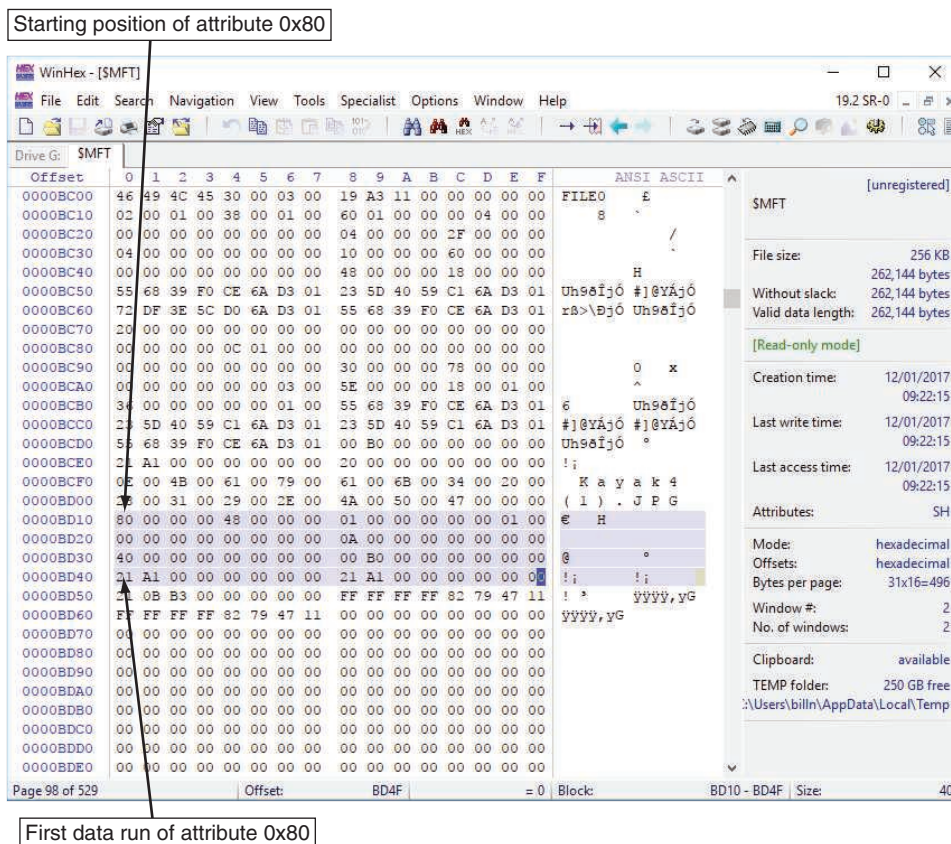 Starting position of attribute 0x80
WinHex - [$MFT]
File Edit Search Navigation View Tools Specialist Options Window Help 19.2 SR-0
Drive G: $MFT
Offset 0 1 2 3 4 5 6 7 8 9 A B C D E F ANSI ASCII
0000BC00 46 49 4C 45 30 00 03 00 19 A3 11 00 00 00 00 00 FILE0 £
0000BC10 02 00 01 00 38 00 01 00 60 01 00 00 00 04 00 00 8 `
0000BC20 00 00 00 00 00 00 00 00 04 00 00 00 2F 00 00 00 /
0000BC30 04 00 00 00 00 00 00 00 10 00 00 00 60 00 00 00 `
0000BC40 00 00 00 00 00 00 00 00 48 00 00 00 18 00 00 00 H
0000BC50 55 68 39 F0 CE 6A D3 01 23 5D 40 59 C1 6A D3 01 Uh9ðÎjÓ #]@YÁjÓ
0000BC60 72 DF 3E 5C D0 6A D3 01 55 68 39 F0 CE 6A D3 01 rß>\ÐjÓ Uh9ðÎjÓ
0000BC70 20 00 00 00 00 00 00 00 00 00 00 00 00 00 00 00
0000BC80 00 00 00 00 0C 01 00 00 00 00 00 00 00 00 00 00
0000BC90 00 00 00 00 00 00 00 00 30 00 00 00 78 00 00 00 0 x
0000BCA0 00 00 00 00 00 00 03 00 5E 00 00 00 18 00 01 00 ^
0000BCB0 36 00 00 00 00 00 01 00 55 68 39 F0 CE 6A D3 01 6 Uh9ðÎjÓ
0000BCC0 23 5D 40 59 C1 6A D3 01 23 5D 40 59 C1 6A D3 01 #]@YÁjÓ #]@YÁjÓ
0000BCD0 55 68 39 F0 CE 6A D3 01 00 B0 00 00 00 00 00 00 Uh9ðÎjÓ °
0000BCE0 21 A1 00 00 00 00 00 00 20 00 00 00 00 00 00 00 !¡
0000BCF0 0E 00 4B 00 61 00 79 00 61 00 6B 00 34 00 20 00 K a y a k 4
0000BD00 28 00 31 00 29 00 2E 00 4A 00 50 00 47 00 00 00 ( 1 ) . J P G
0000BD10 80 00 00 00 48 00 00 00 01 00 00 00 00 00 01 00 € H
0000BD20 00 00 00 00 00 00 00 00 0A 00 00 00 00 00 00 00
0000BD30 40 00 00 00 00 00 00 00 00 B0 00 00 00 00 00 00 @ °
0000BD40 21 A1 00 00 00 00 00 00 21 A1 00 00 00 00 00 00 !¡ !¡
0000BD50 21 0B B3 00 00 00 00 00 FF FF FF FF 82 79 47 11 ! ³ ÿÿÿÿ‚yG
0000BD60 FF FF FF FF 82 79 47 11 00 00 00 00 00 00 00 00 ÿÿÿÿ‚yG
0000BD70 00 00 00 00 00 00 00 00 00 00 00 00 00 00 00 00
0000BD80 00 00 00 00 00 00 00 00 00 00 00 00 00 00 00 00
0000BD90 00 00 00 00 00 00 00 00 00 00 00 00 00 00 00 00
0000BDA0 00 00 00 00 00 00 00 00 00 00 00 00 00 00 00 00
0000BDB0 00 00 00 00 00 00 00 00 00 00 00 00 00 00 00 00
0000BDC0 00 00 00 00 00 00 00 00 00 00 00 00 00 00 00 00
0000BDD0 00 00 00 00 00 00 00 00 00 00 00 00 00 00 00 00
0000BDE0 00 00 00 00 00 00 00 00 00 00 00 00 00 00 00 00
[unregistered]
$MFT
File size: 256 KB
262,144 bytes
Without slack: 262,144 bytes
Valid data length: 262,144 bytes
[Read-only mode]
Creation time: 12/01/2017
09:22:15
Last write time: 12/01/2017
09:22:15
Last access time: 12/01/2017
09:22:15
Attributes: SH
Mode: hexadecimal
Offsets: hexadecimal
Bytes per page: 31x16=496
Window #: 2
No. of windows: 2
Clipboard: available
TEMP folder: 250 GB free
:\Users\billn\AppData\Local\Temp
Page 98 of 529 Offset: BD4F = 0 Block: BD10 - BD4F Size: 40
First data run of attribute 0x80